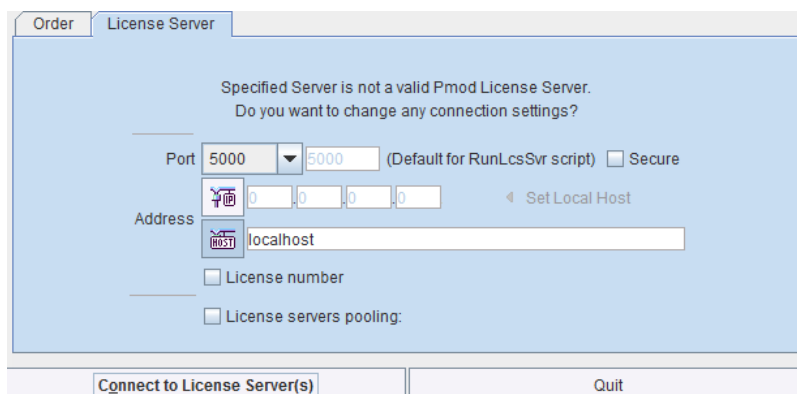 Order License Server
Specified Server is not a valid Pmod License Server.
Do you want to change any connection settings?
Port 5000 5000 (Default for RunLcsSvr script) Secure
IP 0 .0 .0 .0 Set Local Host
Address
HOST localhost
License number
License servers pooling:
Connect to License Server(s) Quit